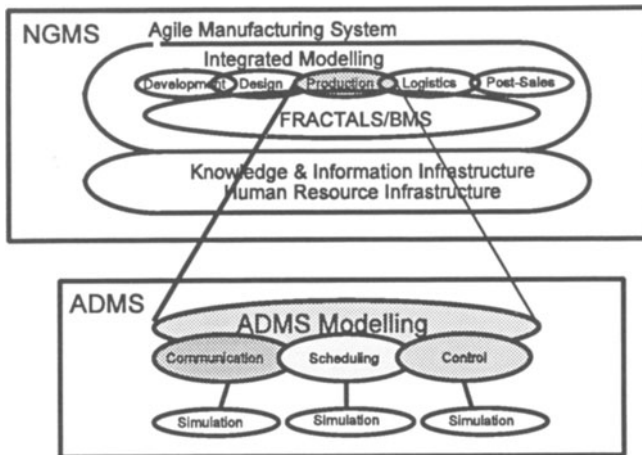 NGMS
Agile Manufacturing System
Integrated Modelling
Development Design Production Logistics Post-Sales
FRACTALS/BMS
Knowledge & Information Infrastructure
Human Resource Infrastructure
ADMS
ADMS Modelling
Communication Scheduling Control
Simulation Simulation Simulation